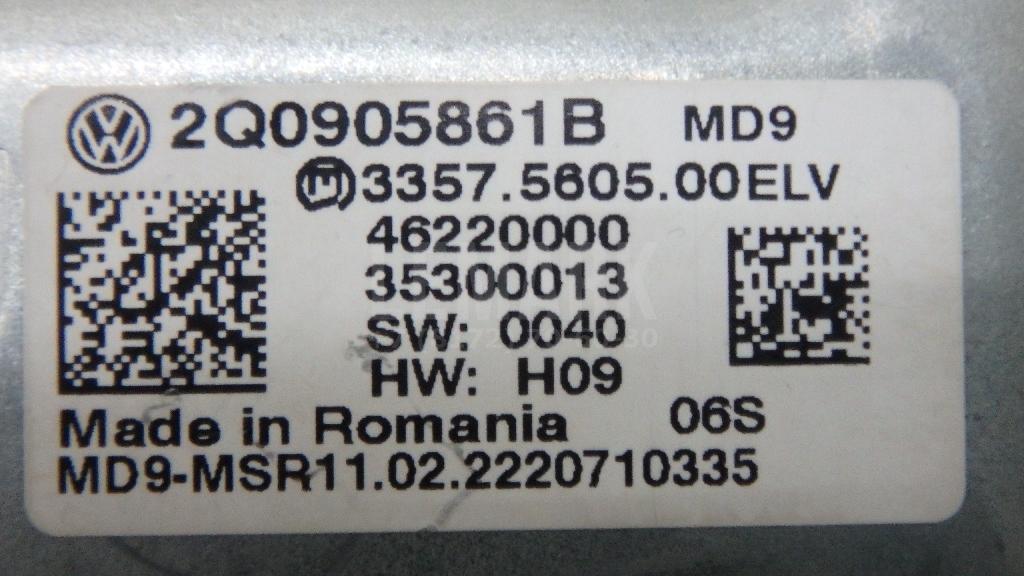 2Q0905861B MD9
3357.5605.00ELV
46220000
35300013
SW: 0040
HW: H09
Made in Romania 06S
MD9-MSR11.02.2220710335